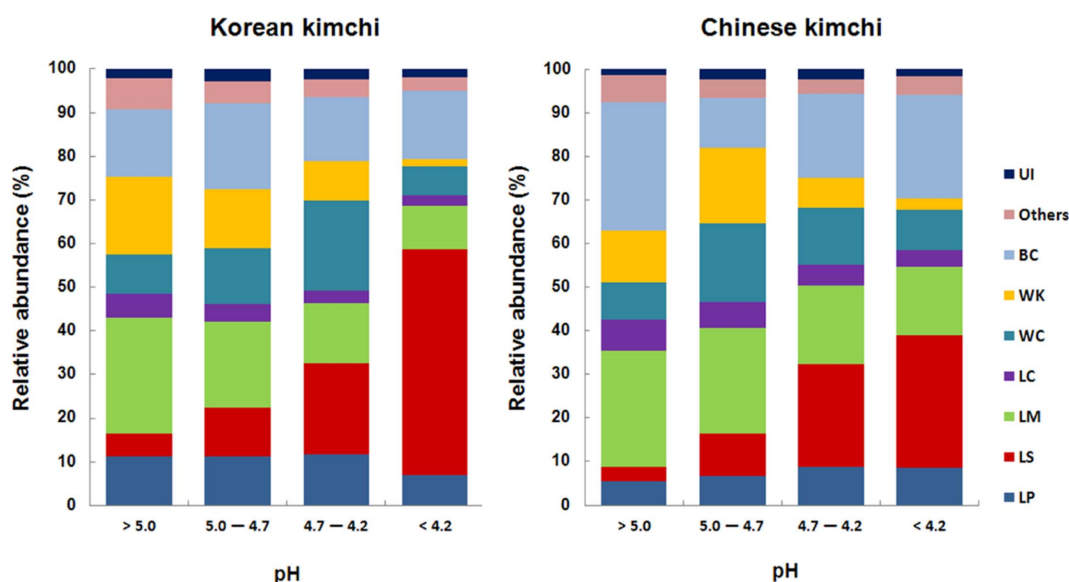 Korean kimchi
Relative abundance (%)
100
90
80
70
60
50
40
30
20
10
0
> 5.0
5.0 — 4.7
4.7 — 4.2
< 4.2
pH
Chinese kimchi
Relative abundance (%)
100
90
80
70
60
50
40
30
20
10
0
> 5.0
5.0 — 4.7
4.7 — 4.2
< 4.2
pH
UI
Others
BC
WK
WC
LC
LM
LS
LP